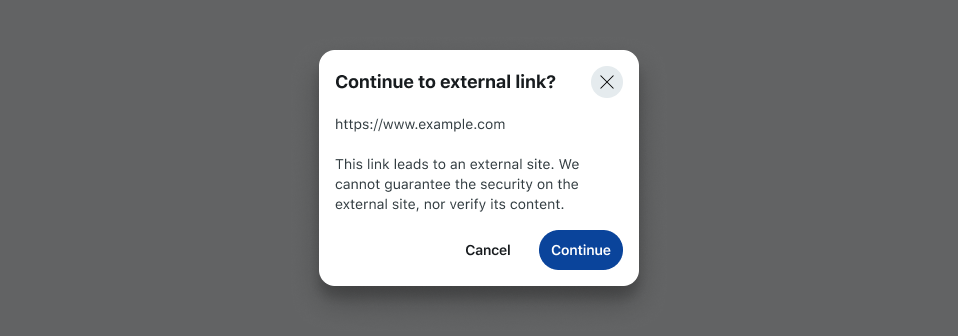 Continue to external link?
https://www.example.com
This link leads to an external site. We
cannot guarantee the security on the
external site, nor verify its content.
Cancel
Continue